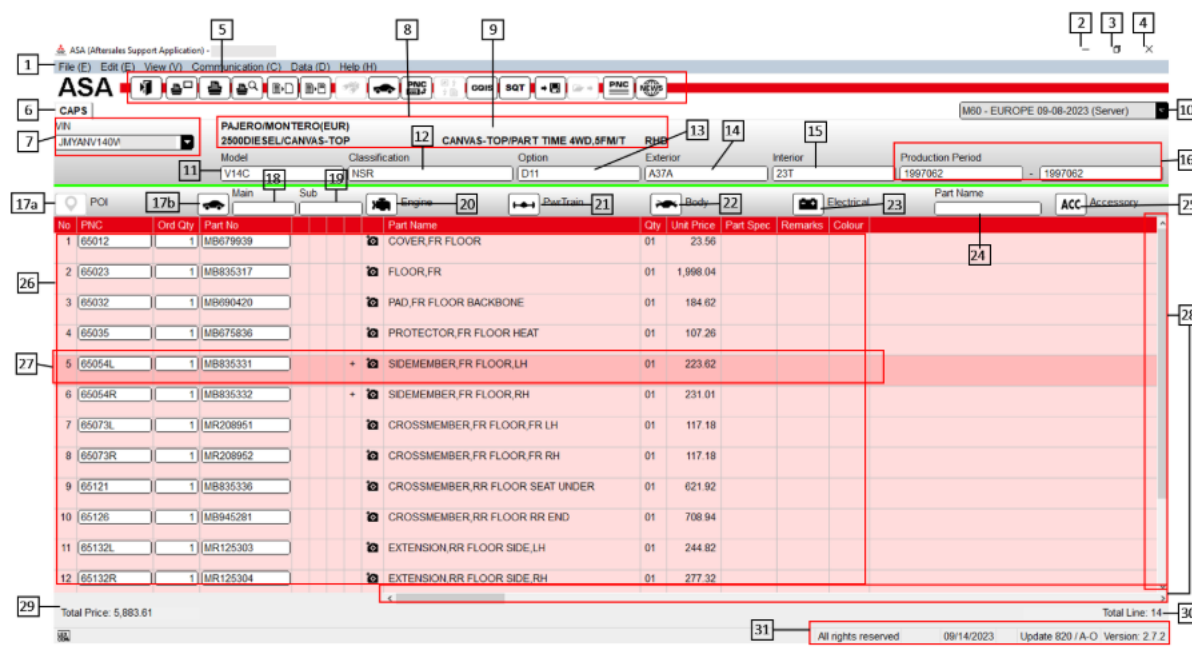 5 8 9 2 3 4
ASA (Aftersales Support Application) -
1 File (F) Edit (E) View (V) Communication (C) Data (D) Help (H)
ASA PNC CGIS SQT PNC NEWS
6 CAPS M60 - EUROPE 09-08-2023 (Server) 10
7 VIN PAJERO/MONTERO(EUR)
JMYANV140V 2500DIESEL/CANVAS-TOP CANVAS-TOP/PART TIME 4WD,5FM/T RHD
12 13 14 15
11 Model Classification Option Exterior Interior Production Period 16
V14C NSR D11 A37A 23T 1997062 - 1997062
18 19
17a POI 17b Main Sub Engine 20 PwrTrain 21 Body 22 Electrical 23 Part Name ACC Accessory 25
No PNC Ord Qty Part No Part Name Qty Unit Price Part Spec Remarks Colour
24
1 65012 1 MB679939 COVER,FR FLOOR 01 23.56
26
2 65023 1 MB835317 FLOOR,FR 01 1,998.04
3 65032 1 MB690420 PAD,FR FLOOR BACKBONE 01 184.62
28
4 65035 1 MB675836 PROTECTOR,FR FLOOR HEAT 01 107.26
27 5 65054L 1 MB835331 + SIDEMEMBER,FR FLOOR,LH 01 223.62
6 65054R 1 MB835332 + SIDEMEMBER,FR FLOOR,RH 01 231.01
7 65073L 1 MR208951 CROSSMEMBER,FR FLOOR,FR LH 01 117.18
8 65073R 1 MR208952 CROSSMEMBER,FR FLOOR,FR RH 01 117.18
9 65121 1 MB835336 CROSSMEMBER,RR FLOOR SEAT UNDER 01 621.92
10 65126 1 MB945281 CROSSMEMBER,RR FLOOR RR END 01 708.94
11 65132L 1 MR125303 EXTENSION,RR FLOOR SIDE,LH 01 244.82
12 65132R 1 MR125304 EXTENSION,RR FLOOR SIDE,RH 01 277.32
29 Total Price: 5,883.61 Total Line: 14 30
31 All rights reserved 09/14/2023 Update 820 / A-O Version: 2.7.2